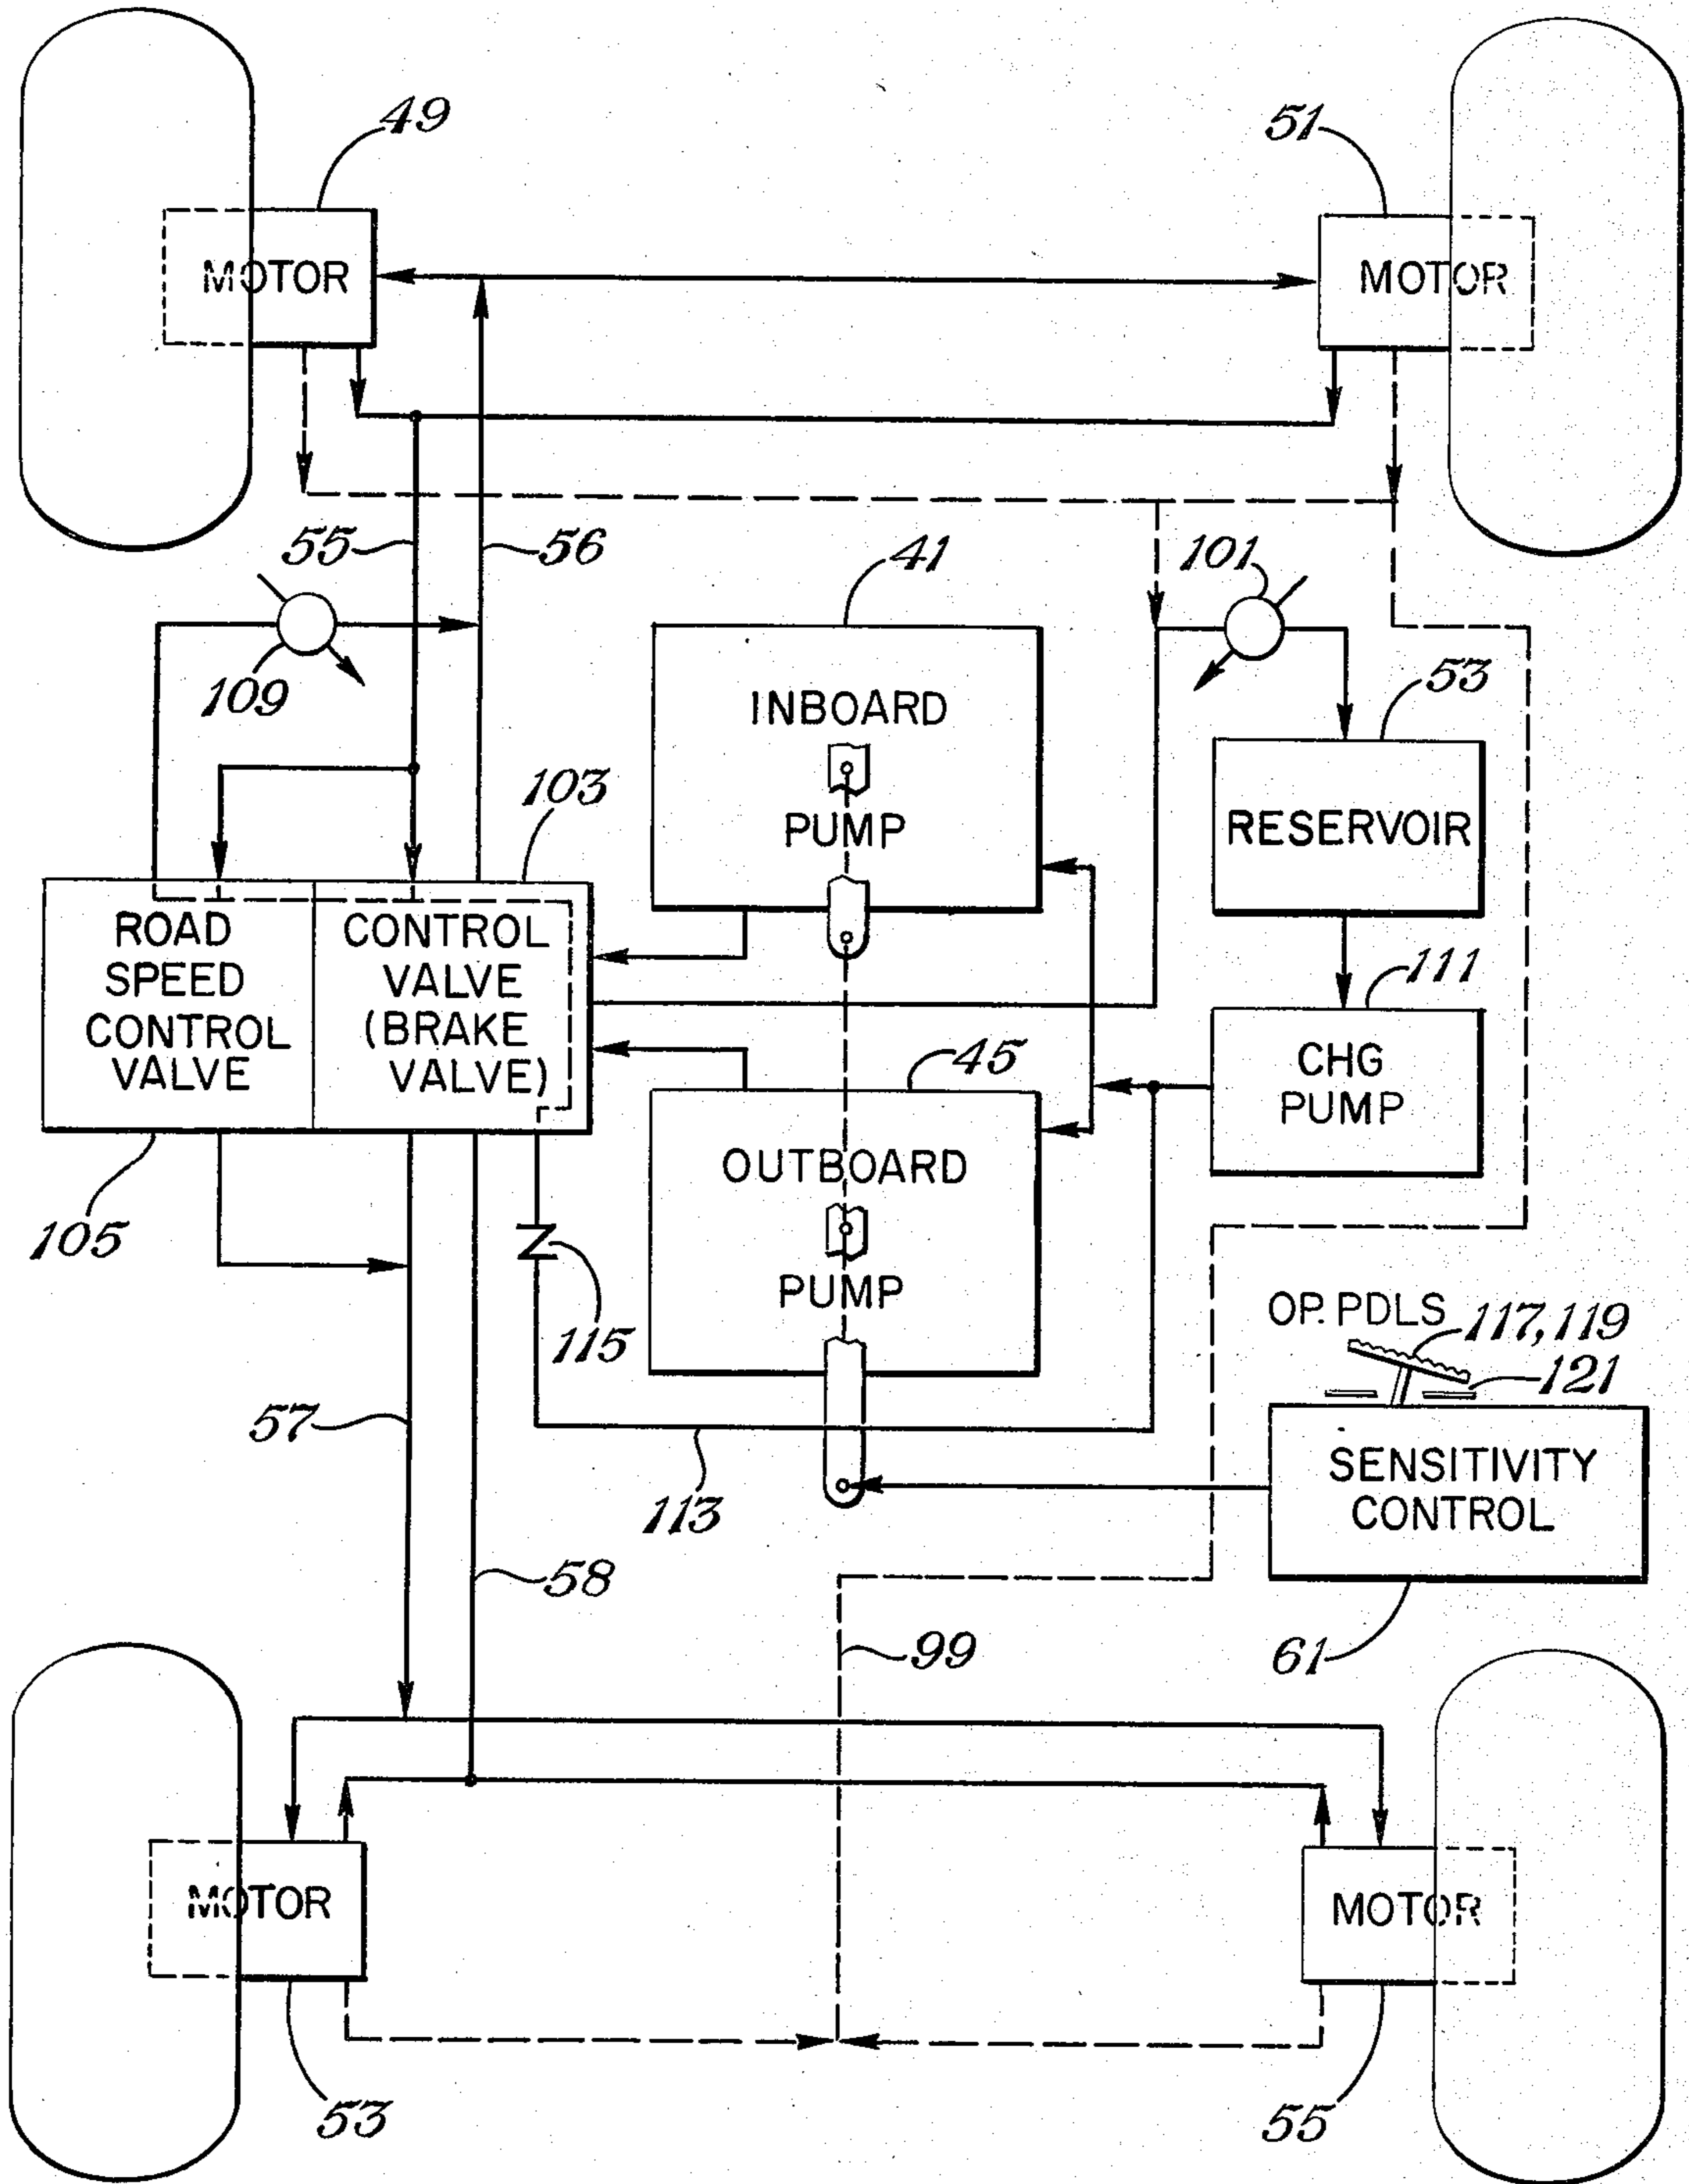 49
51
MOTOR
MOTOR
55
56
41
101
109
53
INBOARD
PUMP
103
RESERVOIR
ROAD
SPEED
CONTROL
VALVE
CONTROL
VALVE
(BRAKE
VALVE)
111
45
CHG
PUMP
OUTBOARD
PUMP
105
115
OP. PDLS
117, 119
121
57
SENSITIVITY
CONTROL
113
58
99
61
MOTOR
MOTOR
53
55